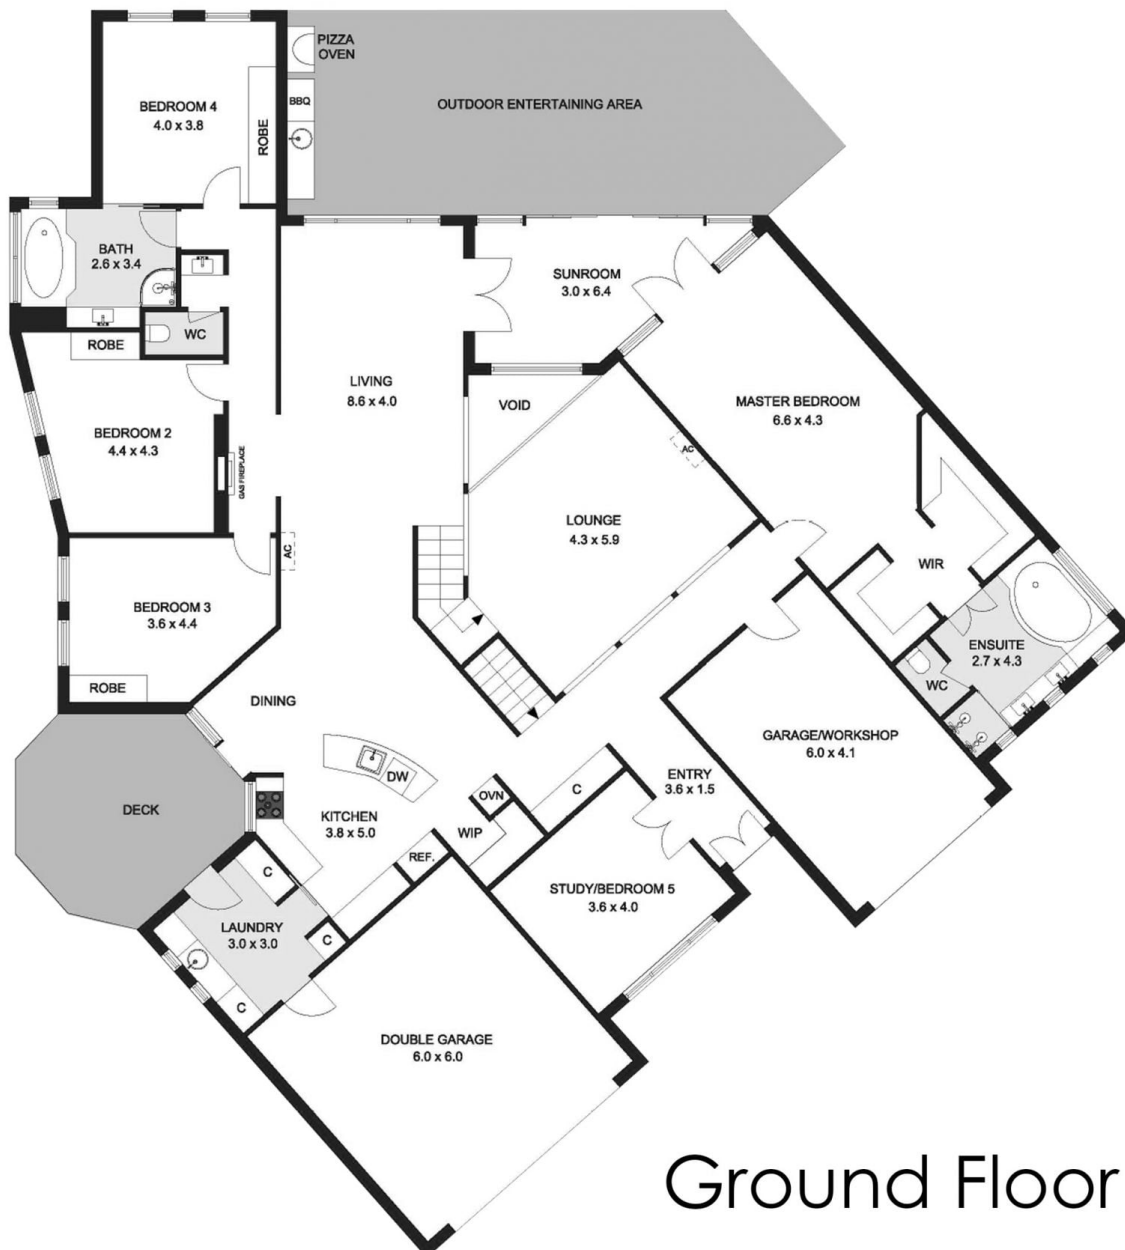 PIZZA
OVEN
BEDROOM 4
4.0 x 3.8
ROBE
BBQ
OUTDOOR ENTERTAINING AREA
BATH
2.6 x 3.4
WC
ROBE
SUNROOM
3.0 x 6.4
LIVING
8.6 x 4.0
VOID
MASTER BEDROOM
6.6 x 4.3
BEDROOM 2
4.4 x 4.3
GAS FIREPLACE
AC
LOUNGE
4.3 x 5.9
AC
WIR
BEDROOM 3
3.6 x 4.4
ROBE
ENSUITE
2.7 x 4.3
WC
DINING
GARAGE/WORKSHOP
6.0 x 4.1
DW
ENTRY
3.6 x 1.5
C
OVN
DECK
KITCHEN
3.8 x 5.0
WIP
REF.
C
STUDY/BEDROOM 5
3.6 x 4.0
LAUNDRY
3.0 x 3.0
C
C
DOUBLE GARAGE
6.0 x 6.0
Ground Floor